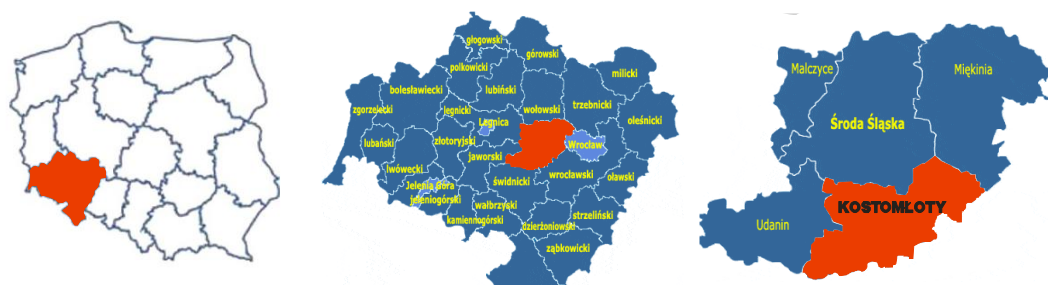 głogowski
górowski
polkowicki
milicki
bolesławiecki
lubiński
zgorzelecki
legnicki
wołowski
trzebnicki
Legnica
oleśnicki
lubański
złotoryjski
Wrocław
jaworski
lwówecki
świdnicki
wrocławski
oławski
Jelenia Góra
jeleniogórski
wałbrzyski
strzeliński
kamiennogórski
dzierżoniowski
ząbkowicki
Malczyce
Miękinia
Środa Śląska
KOSTOMŁOTY
Udanin